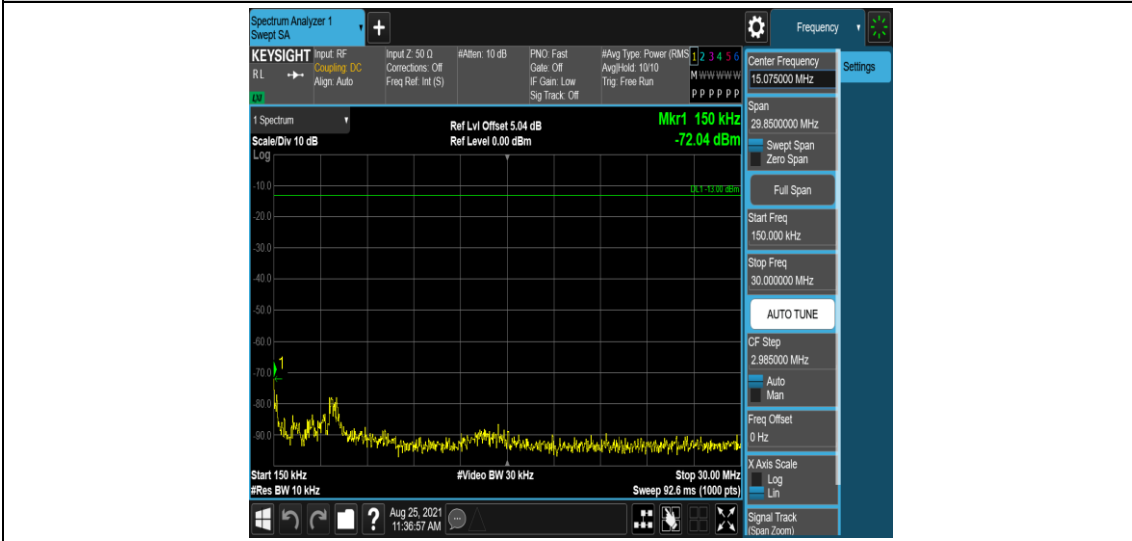 Spectrum Analyzer 1
Swept SA
+
Frequency
KEYSIGHT
RL
LM
Input: RF
Coupling: DC
Align: Auto
Input Z: 50 Ω
Corrections: Off
Freq Ref: Int (S)
#Atten: 10 dB
PNO: Fast
Gate: Off
IF Gain: Low
Sig Track: Off
#Avg Type: Power (RMS
Avg|Hold: 10/10
Trig: Free Run
1 2 3 4 5 6
M W W W W W
P P P P P P
1 Spectrum
Scale/Div 10 dB
Log
Ref Lvl Offset 5.04 dB
Ref Level 0.00 dBm
Mkr1 150 kHz
-72.04 dBm
DL1 -13.00 dBm
-10.0
-20.0
-30.0
-40.0
-50.0
-60.0
-70.0
-80.0
-90.0
1
Start 150 kHz
#Res BW 10 kHz
#Video BW 30 kHz
Stop 30.00 MHz
Sweep 92.6 ms (1000 pts)
Aug 25, 2021
11:36:57 AM
?
Center Frequency
15.075000 MHz
Settings
Span
29.8500000 MHz
Swept Span
Zero Span
Full Span
Start Freq
150.000 kHz
Stop Freq
30.000000 MHz
AUTO TUNE
CF Step
2.985000 MHz
Auto
Man
Freq Offset
0 Hz
X Axis Scale
Log
Lin
Signal Track
(Span Zoom)